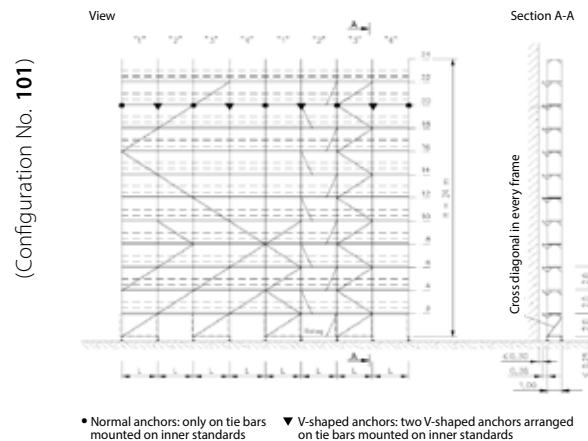 View
Section A-A
(Configuration No. 101)
A
"1" "2" "3" "4" "1" "2" "3" "4"
24
22
20
18
16
14
12
10
8
6
4
2
H = 24 m
Cross diagonal in every frame
A
L L L L L L L L
≤ 0,30
1,00
• Normal anchors: only on tie bars
mounted on inner standards
▼ V-shaped anchors: two V-shaped anchors arranged
on tie bars mounted on inner standards